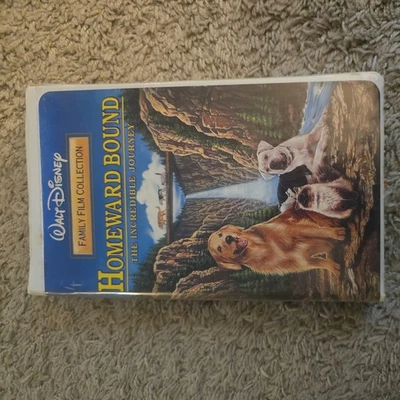 WALT DISNEY
FAMILY FILM COLLECTION
HOMEWARD BOUND
THE INCREDIBLE JOURNEY